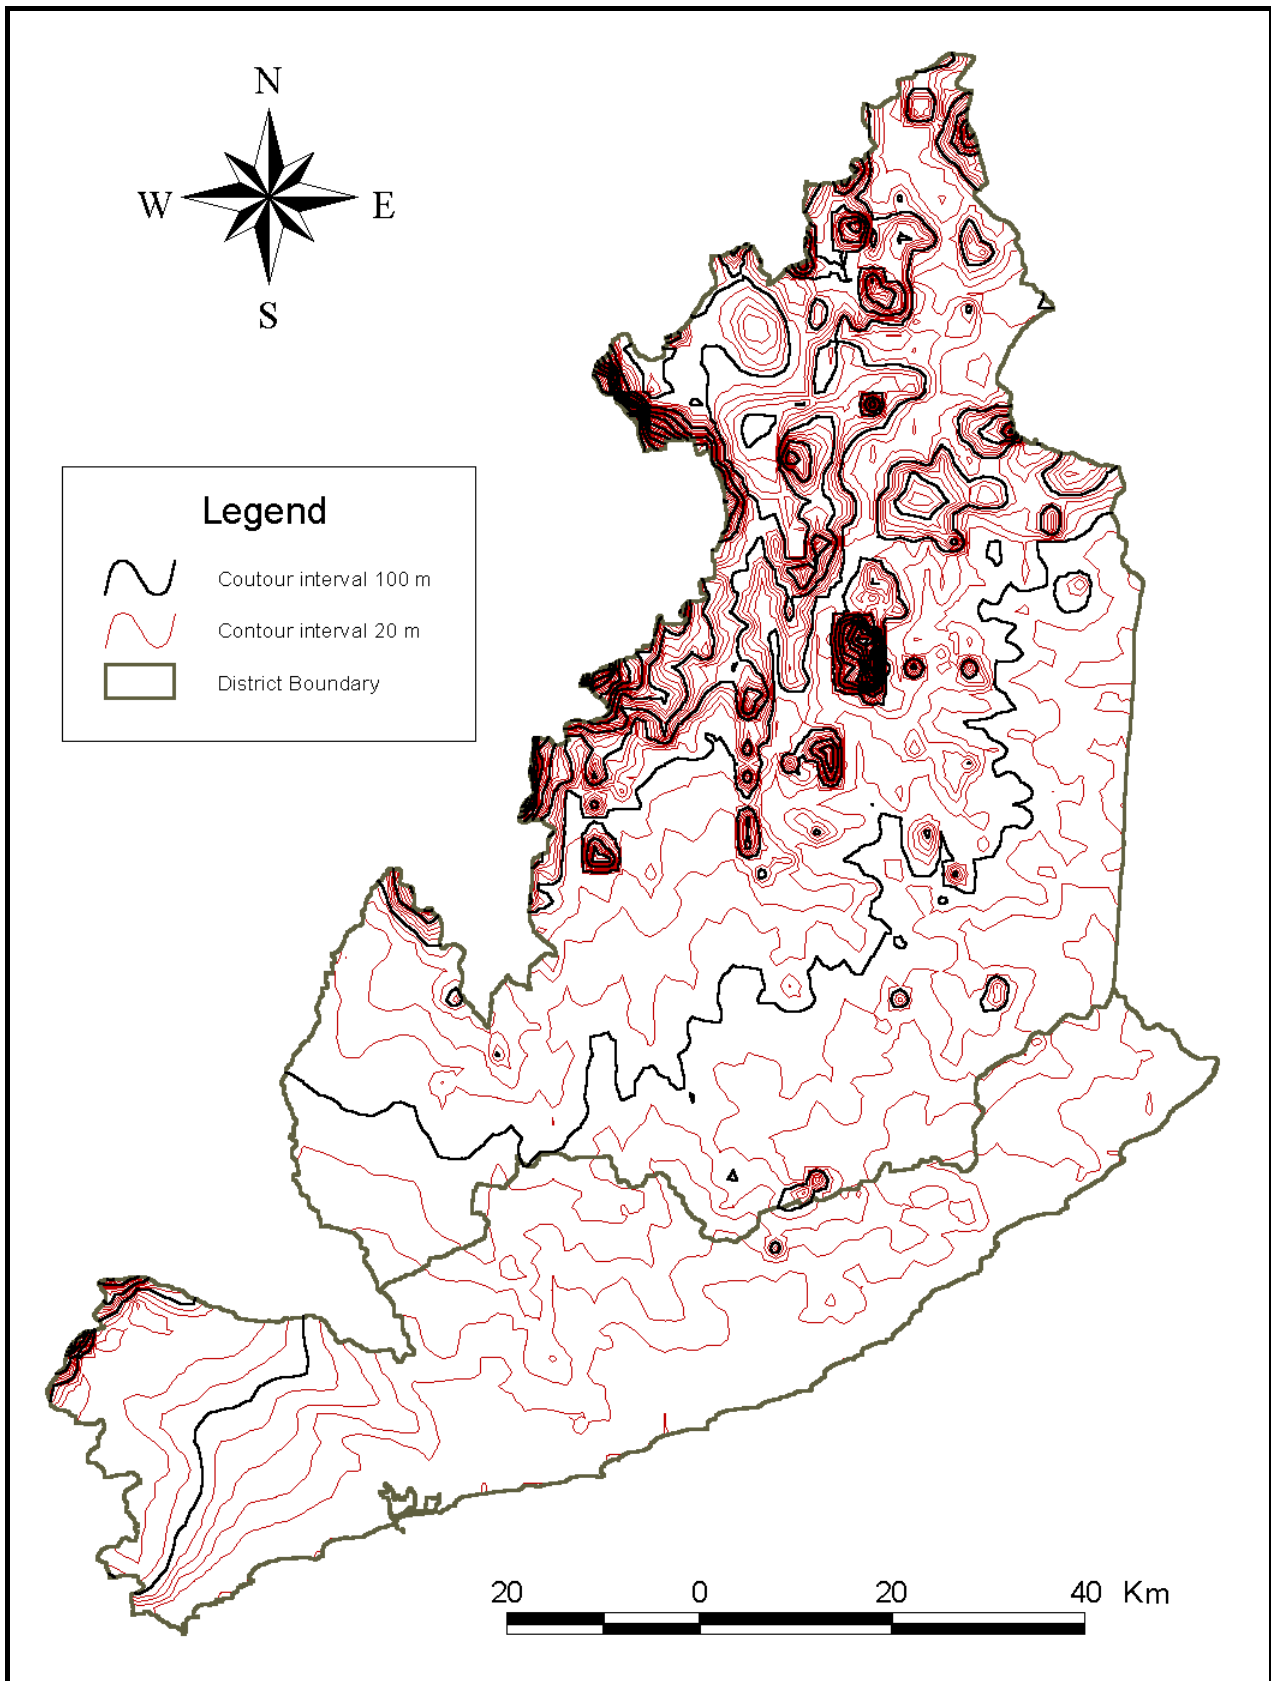 N
W E
S
Legend
Coutour interval 100 m
Contour interval 20 m
District Boundary
20 0 20 40 Km